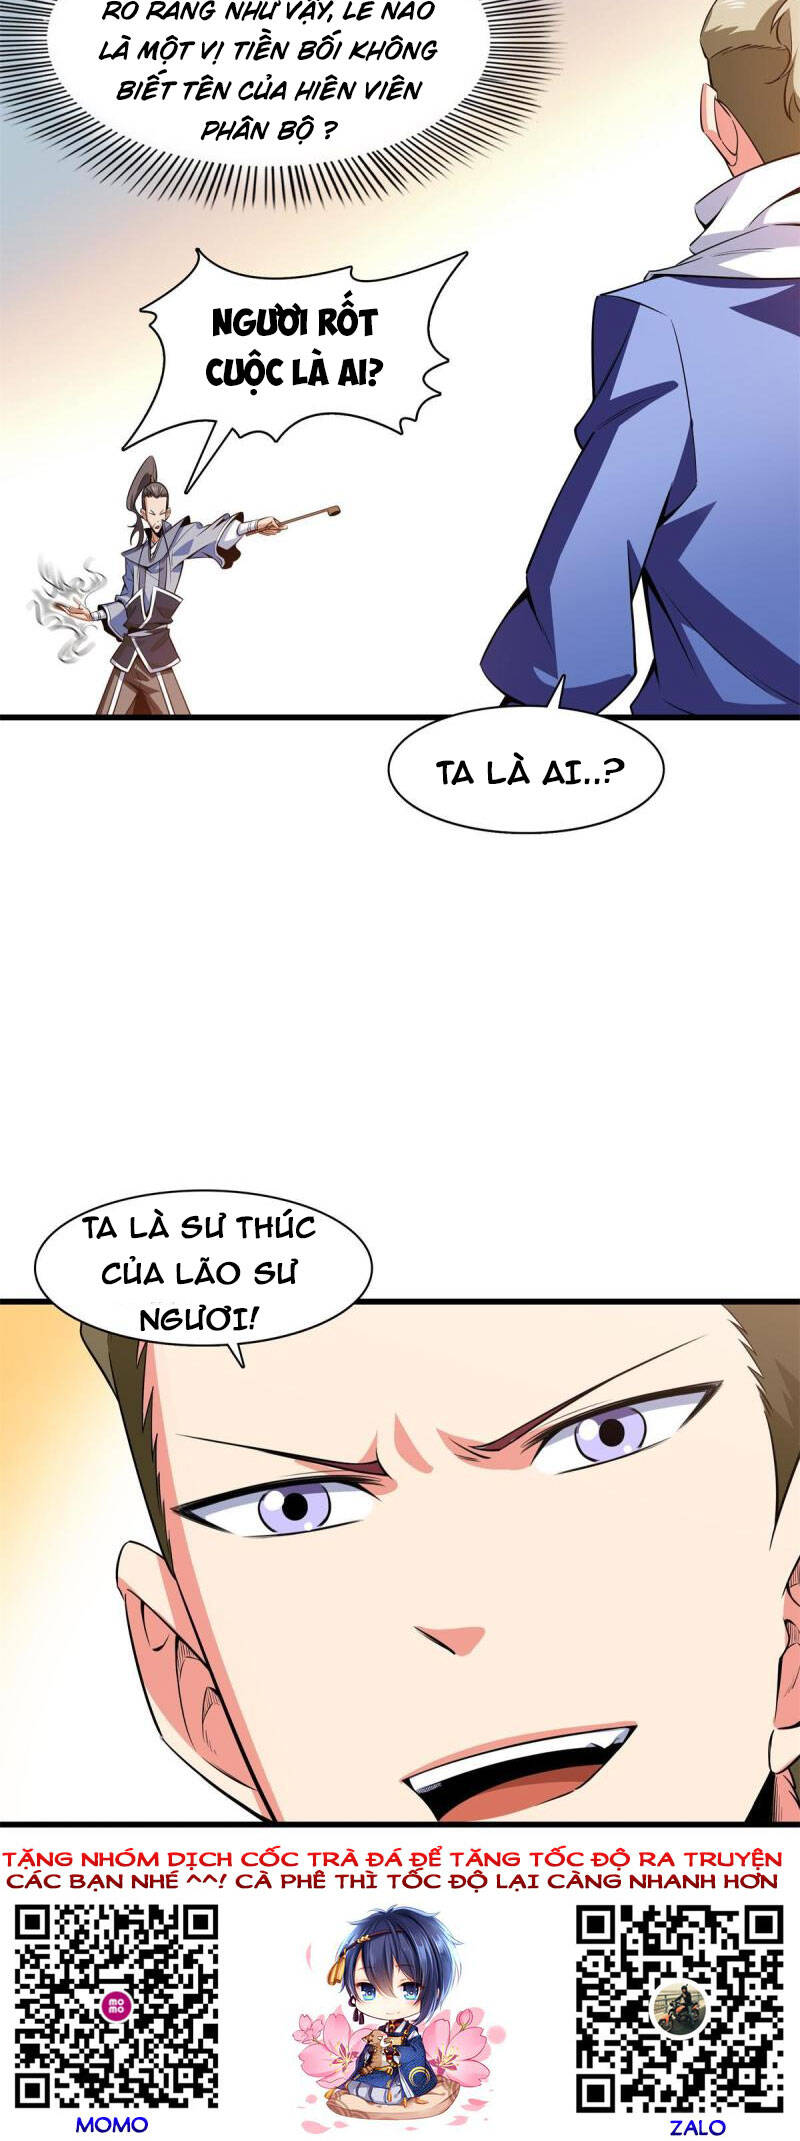 RÕ RÀNG NHƯ VẬY, LẼ NÀO
LÀ MỘT VỊ TIỀN BỐI KHÔNG
BIẾT TÊN CỦA HIÊN VIÊN
PHÂN BỘ ?
NGƯƠI RỐT
CUỘC LÀ AI?
TA LÀ AI..?
TA LÀ SƯ THÚC
CỦA LÃO SƯ
NGƯƠI!
TẶNG NHÓM DỊCH CỐC TRÀ ĐÁ ĐỂ TĂNG TỐC ĐỘ RA TRUYỆN
CÁC BẠN NHÉ ^^! CÀ PHÊ THÌ TỐC ĐỘ LẠI CÀNG NHANH HƠN
mo
mo
MOMO
ZALO